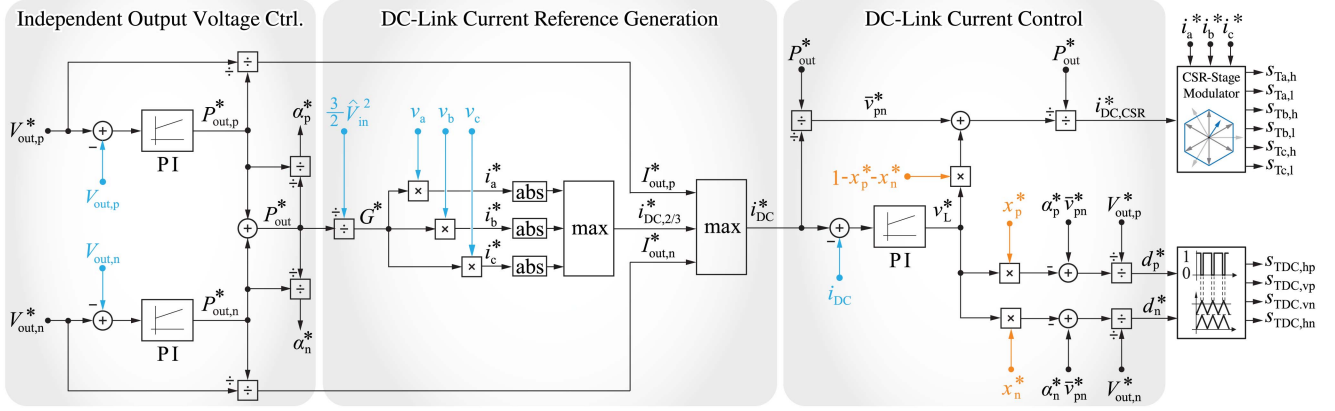 Independent Output Voltage Ctrl.
DC-Link Current Reference Generation
DC-Link Current Control
V*out,p
+
−
PI
P*out,p
Vout,p
÷
÷
α*p
÷
÷
Vout,n
V*out,n
+
−
PI
P*out,n
+
P*out
÷
÷
α*n
÷
÷
3/2 V̂in²
÷
÷
G*
va
vb
vc
×
i*a
abs
×
i*b
abs
×
i*c
abs
max
I*out,p
i*DC,2/3
I*out,n
max
i*DC
P*out
÷
÷
v̄*pn
+
P*out
÷
÷
i*DC,CSR
1-x*p-x*n
×
+
−
PI
v*L
iDC
x*p
α*p v̄*pn
V*out,p
×
−
+
÷
÷
d*p
×
−
+
÷
÷
d*n
x*n
α*n v̄*pn
V*out,n
i*a i*b i*c
CSR-Stage
Modulator
sTa,h
sTa,l
sTb,h
sTb,l
sTc,h
sTc,l
1
0
sTDC,hp
sTDC,vp
sTDC.vn
sTDC,hn